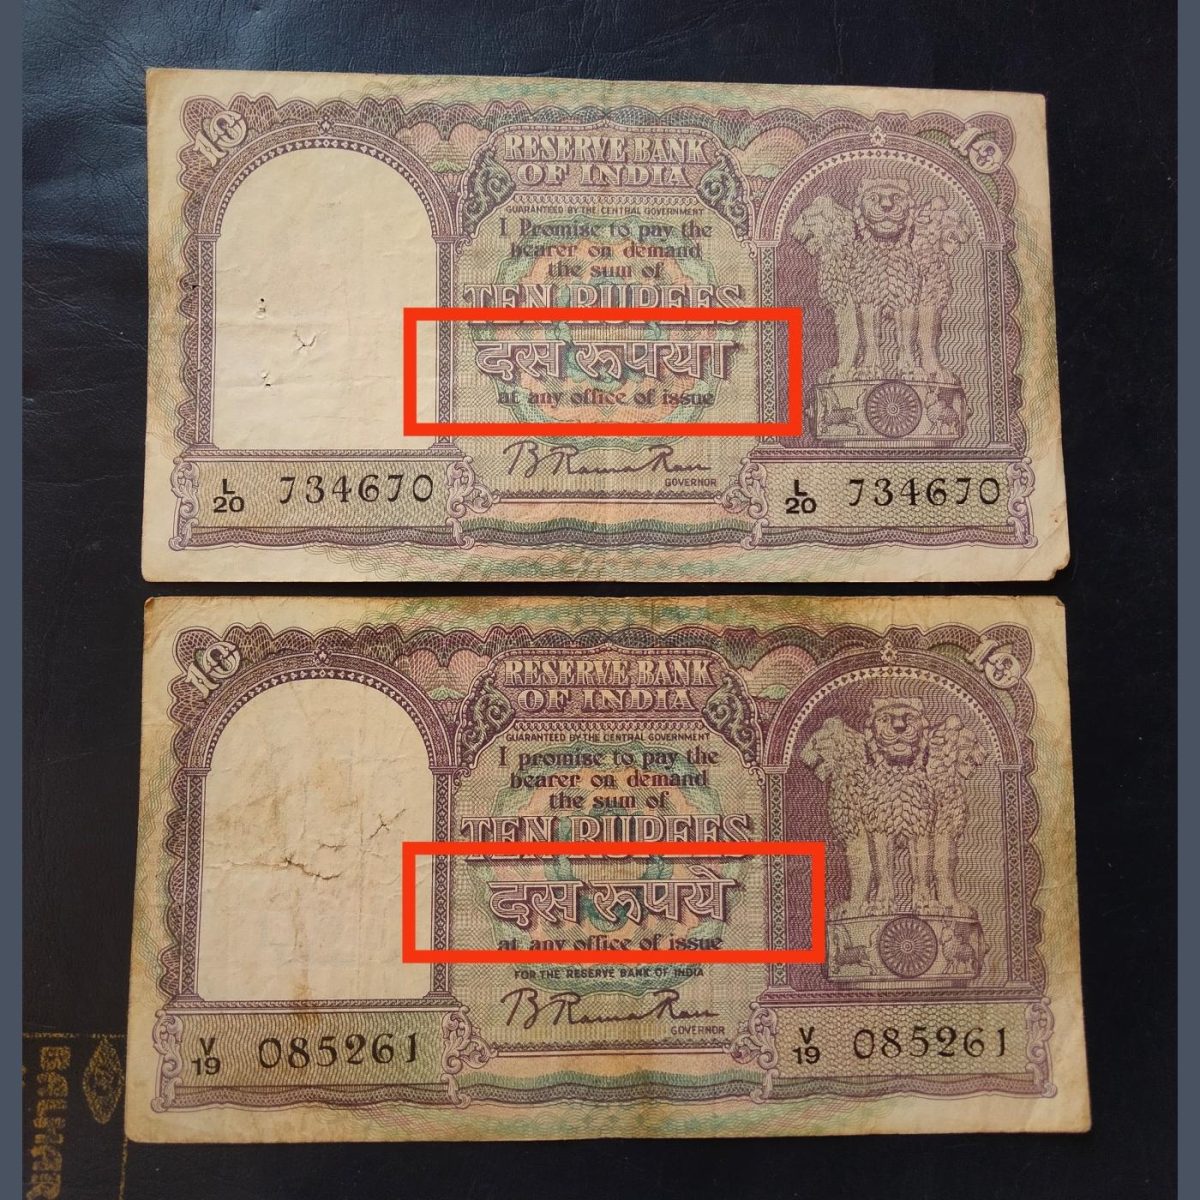 10 10
RESERVE BANK
OF INDIA
GUARANTEED BY THE CENTRAL GOVERNMENT
I Promise to pay the
bearer on demand
the sum of
TEN RUPEES
दस रूपया
at any office of issue
B Rama Rau
GOVERNOR
L/20 734670 L/20 734670
10 10
RESERVE BANK
OF INDIA
GUARANTEED BY THE CENTRAL GOVERNMENT
I promise to pay the
bearer on demand
the sum of
TEN RUPEES
दस रूपये
at any office of issue
FOR THE RESERVE BANK OF INDIA
B Rama Rau
GOVERNOR
V/19 085261 V/19 085261